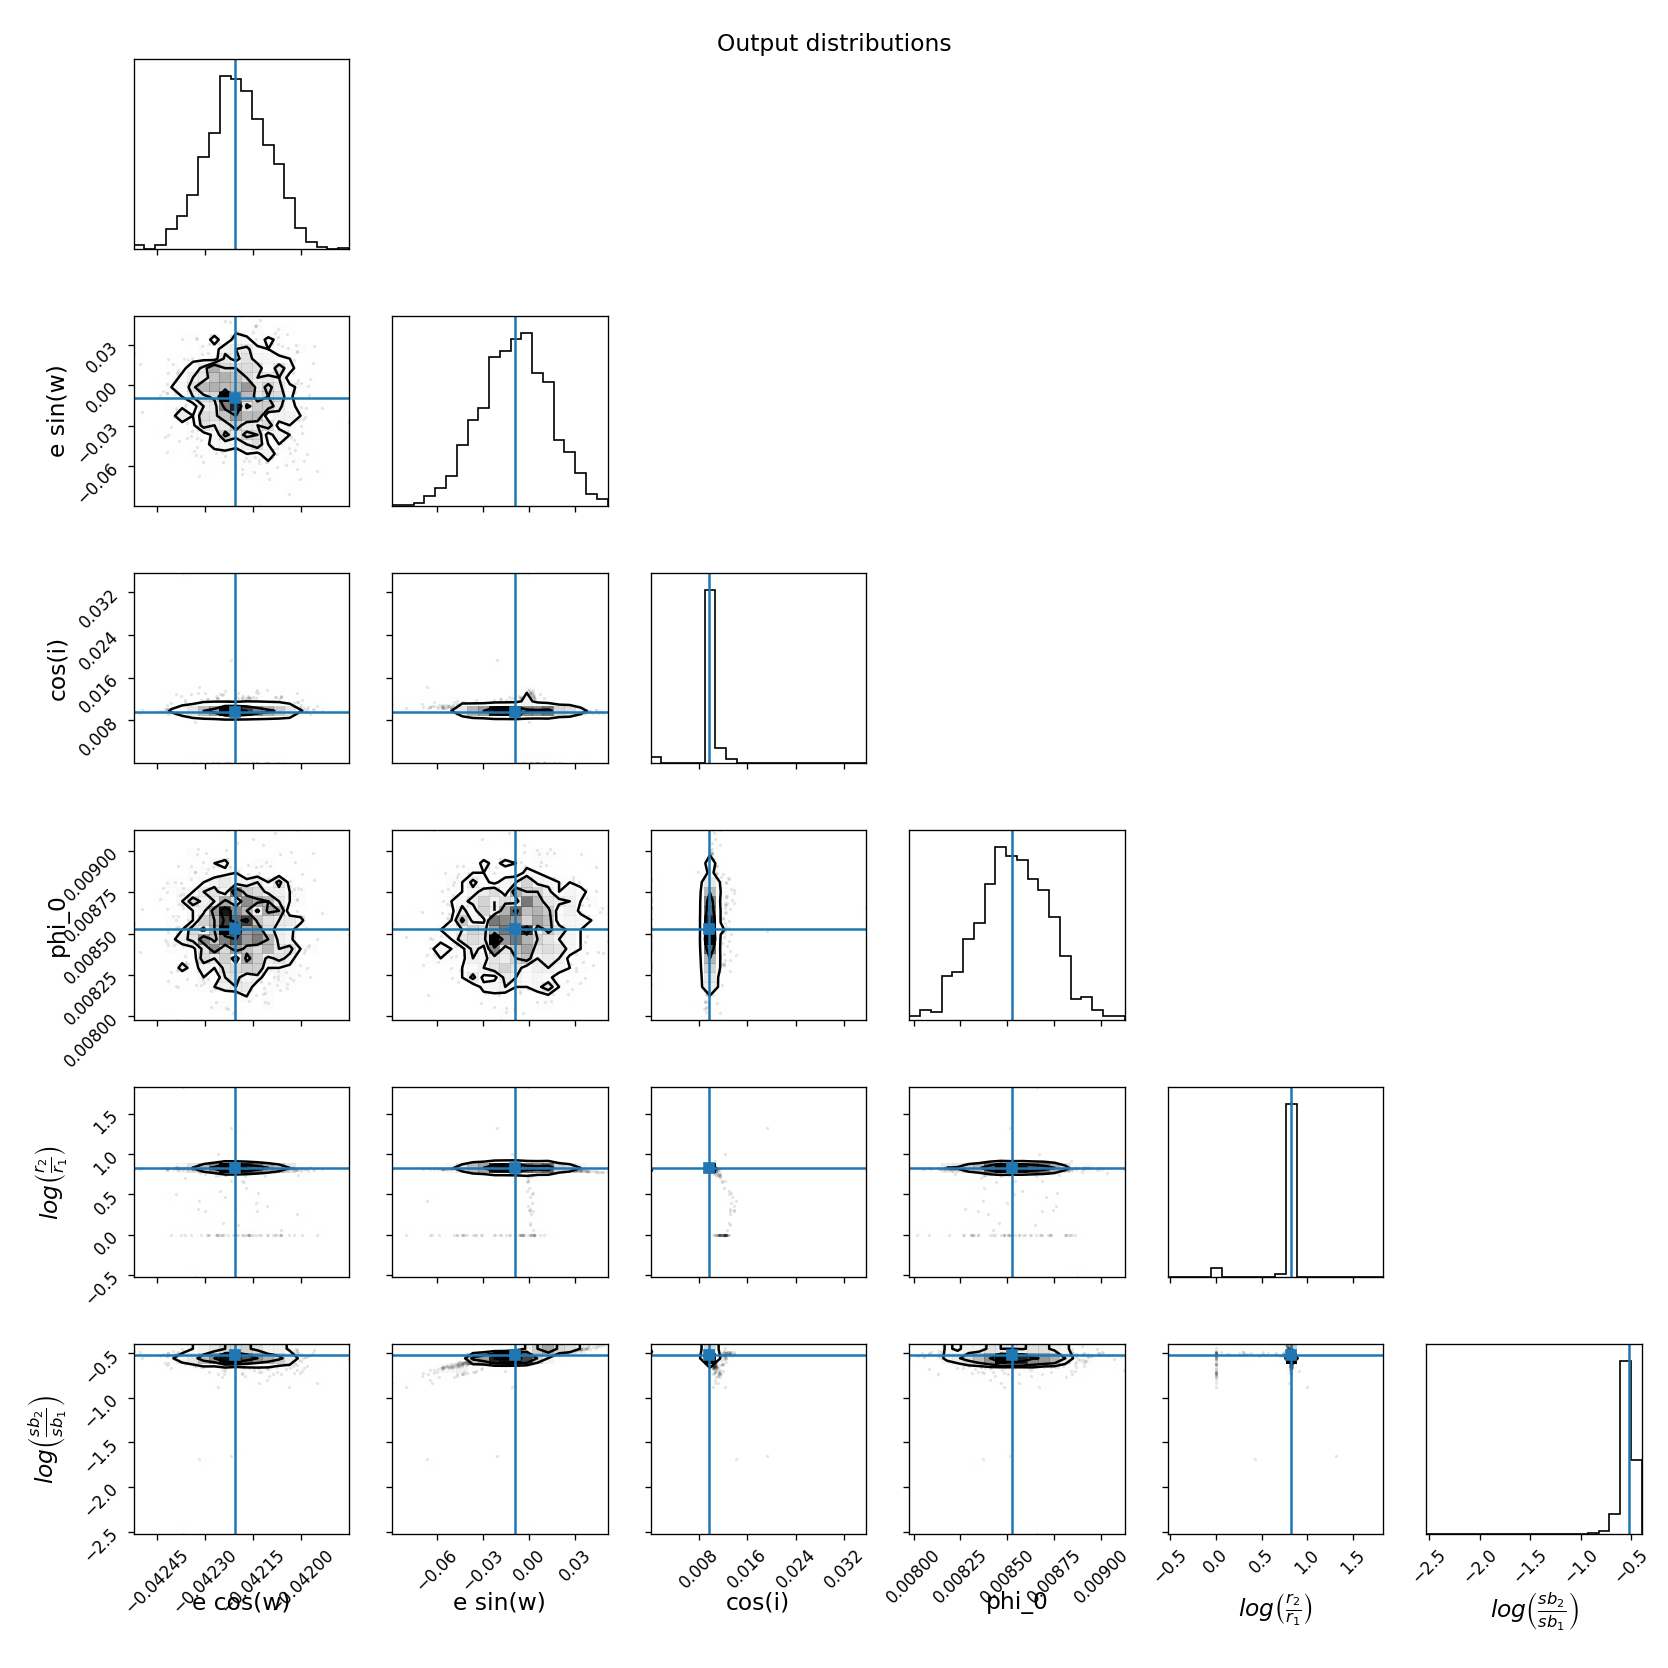 Output distributions
e sin(w)
0.03
0.00
−0.03
−0.06
cos(i)
0.032
0.024
0.016
0.008
phi_0
0.00900
0.00875
0.00850
0.00825
0.00800
log(r2/r1)
1.5
1.0
0.5
0.0
−0.5
log(sb2/sb1)
−0.5
−1.0
−1.5
−2.0
−2.5
−0.04245 −0.04230 −0.04215 −0.04200
−0.06 −0.03 0.00 0.03
0.008 0.016 0.024 0.032
0.00800 0.00825 0.00850 0.00875 0.00900
−0.5 0.0 0.5 1.0 1.5
−2.5 −2.0 −1.5 −1.0 −0.5
e cos(w)
e sin(w)
cos(i)
phi_0
log(r2/r1)
log(sb2/sb1)